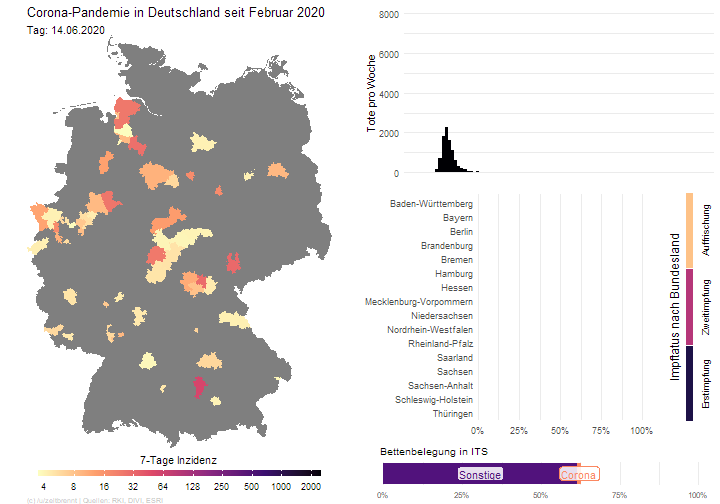 Corona-Pandemie in Deutschland seit Februar 2020
Tag: 14.06.2020
7-Tage Inzidenz
4 8 16 32 64 128 250 500 1000 2000
(c) /u/zeitbremt | Quellen: RKI, DIVI, ESRI
Tote pro Woche
8000
6000
4000
2000
0
Impfstatus nach Bundesland
Baden-Württemberg
Bayern
Berlin
Brandenburg
Bremen
Hamburg
Hessen
Mecklenburg-Vorpommern
Niedersachsen
Nordrhein-Westfalen
Rheinland-Pfalz
Saarland
Sachsen
Sachsen-Anhalt
Schleswig-Holstein
Thüringen
0% 25% 50% 75% 100%
Auffrischung
Zweitimpfung
Erstimpfung
Bettenbelegung in ITS
Sonstige Corona
0% 25% 50% 75% 100%